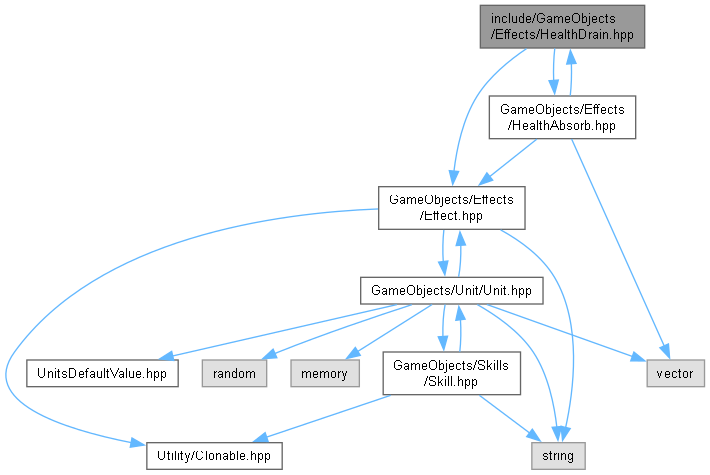 include/GameObjects
/Effects/HealthDrain.hpp
GameObjects/Effects
/HealthAbsorb.hpp
GameObjects/Effects
/Effect.hpp
GameObjects/Unit/Unit.hpp
UnitsDefaultValue.hpp
random
memory
GameObjects/Skills
/Skill.hpp
vector
Utility/Clonable.hpp
string